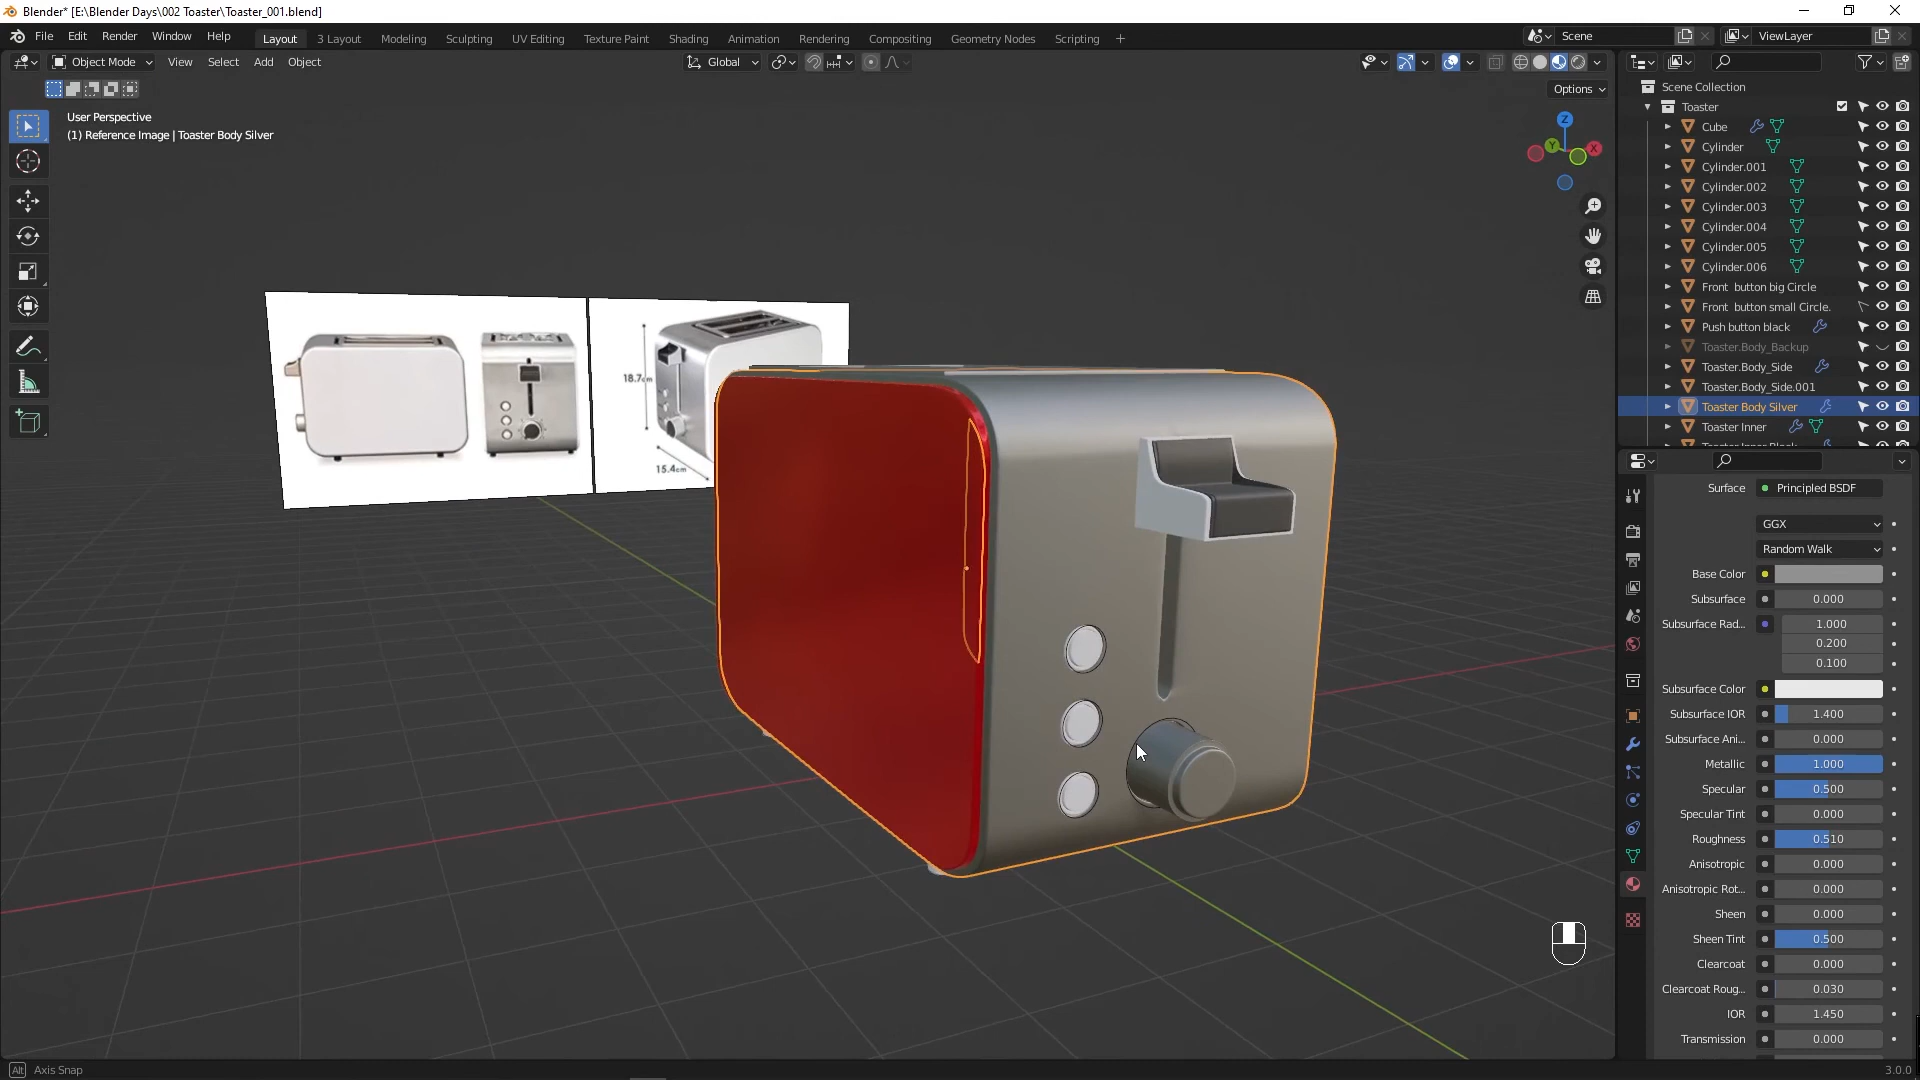 Blender* [E:\Blender Days\002 Toaster\Toaster_001.blend]
File Edit Render Window Help
Layout 3 Layout Modeling Sculpting UV Editing Texture Paint Shading Animation Rendering Compositing Geometry Nodes Scripting +
Scene
ViewLayer
Object Mode View Select Add Object
Global
Options
User Perspective
(1) Reference Image | Toaster Body Silver
Z
Y
X
18.7cm
15.4cm
Scene Collection
Toaster
Cube
Cylinder
Cylinder.001
Cylinder.002
Cylinder.003
Cylinder.004
Cylinder.005
Cylinder.006
Front button big Circle
Front button small Circle.
Push button black
Toaster.Body_Backup
Toaster.Body_Side
Toaster.Body_Side.001
Toaster Body Silver
Toaster Inner
Surface Principled BSDF
GGX
Random Walk
Base Color
Subsurface 0.000
Subsurface Rad... 1.000
0.200
0.100
Subsurface Color
Subsurface IOR 1.400
Subsurface Ani... 0.000
Metallic 1.000
Specular 0.500
Specular Tint 0.000
Roughness 0.510
Anisotropic 0.000
Anisotropic Rot... 0.000
Sheen 0.000
Sheen Tint 0.500
Clearcoat 0.000
Clearcoat Roug... 0.030
IOR 1.450
Transmission 0.000
Alt Axis Snap
3.0.0